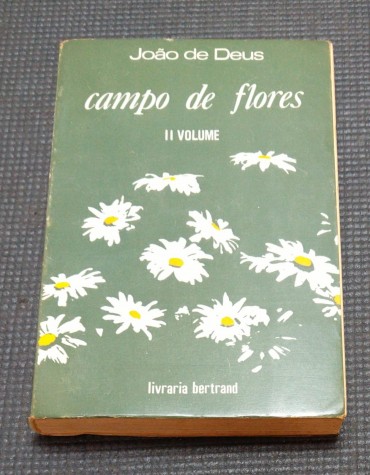 João de Deus
campo de flores
II VOLUME
livraria bertrand